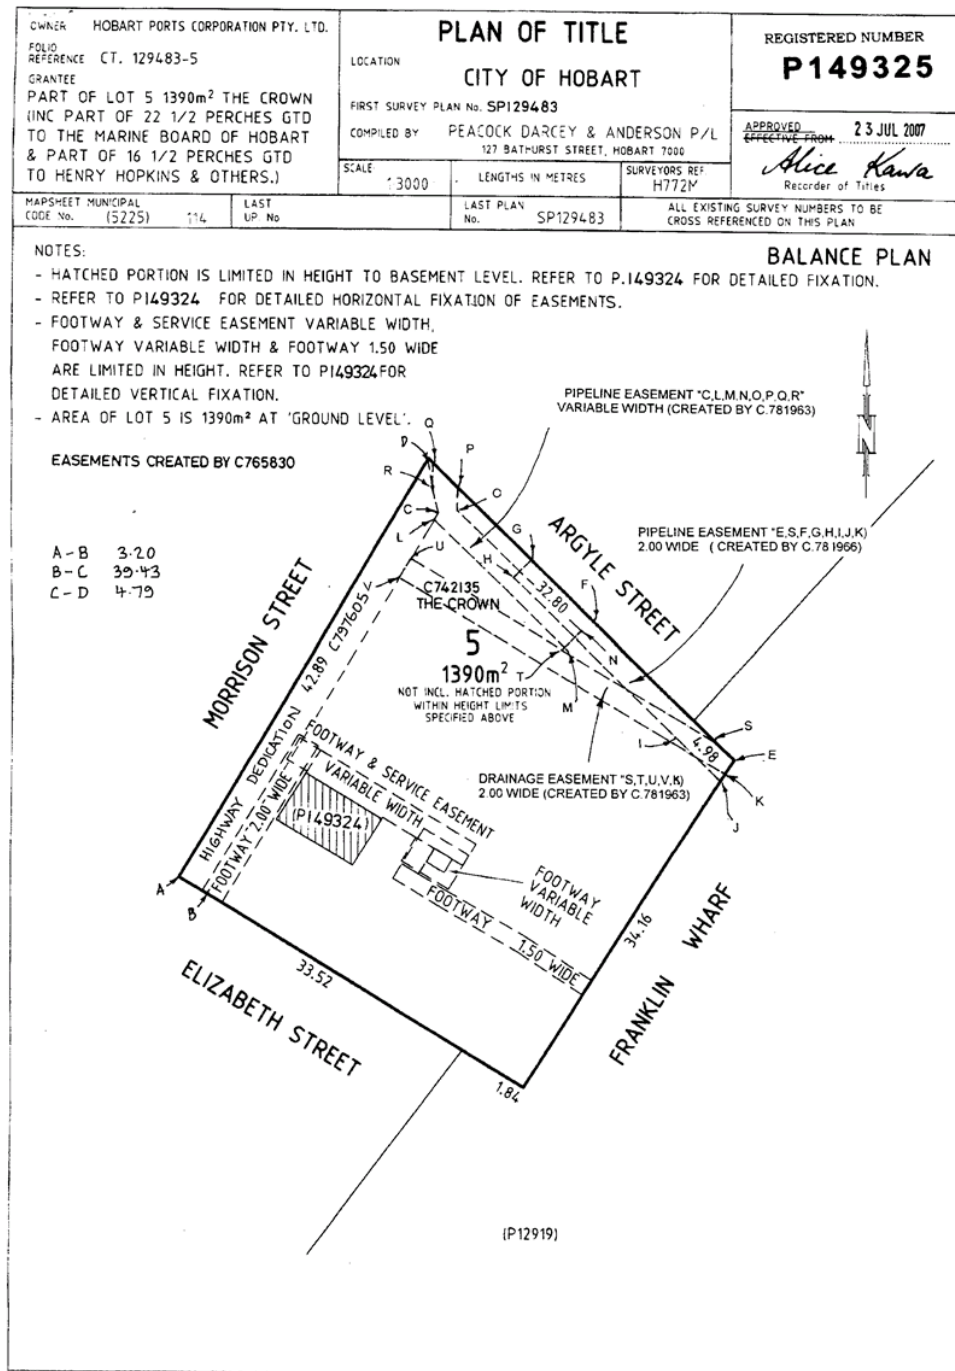 OWNER HOBART PORTS CORPORATION PTY. LTD.
FOLIO
REFERENCE CT. 129483-5
GRANTEE
PART OF LOT 5 1390m² THE CROWN
(INC PART OF 22 1/2 PERCHES GTD
TO THE MARINE BOARD OF HOBART
& PART OF 16 1/2 PERCHES GTD
TO HENRY HOPKINS & OTHERS.)
PLAN OF TITLE
LOCATION
CITY OF HOBART
FIRST SURVEY PLAN No. SP129483
COMPILED BY PEACOCK DARCEY & ANDERSON P/L
127 BATHURST STREET, HOBART 7000
SCALE
1:3000
LENGTHS IN METRES
SURVEYORS REF
H772M
REGISTERED NUMBER
P149325
APPROVED 23 JUL 2007
EFFECTIVE FROM
Alice Kawa
Recorder of Titles
MAPSHEET MUNICIPAL
CODE No. (5225) 114
LAST
UPI No
LAST PLAN
No. SP129483
ALL EXISTING SURVEY NUMBERS TO BE
CROSS REFERENCED ON THIS PLAN
BALANCE PLAN
NOTES:
- HATCHED PORTION IS LIMITED IN HEIGHT TO BASEMENT LEVEL. REFER TO P.149324 FOR DETAILED FIXATION.
- REFER TO P149324 FOR DETAILED HORIZONTAL FIXATION OF EASEMENTS.
- FOOTWAY & SERVICE EASEMENT VARIABLE WIDTH,
FOOTWAY VARIABLE WIDTH & FOOTWAY 1.50 WIDE
ARE LIMITED IN HEIGHT. REFER TO P149324 FOR
DETAILED VERTICAL FIXATION.
- AREA OF LOT 5 IS 1390m² AT 'GROUND LEVEL'.
EASEMENTS CREATED BY C765830
A-B 3.20
B-C 39.43
C-D 4.79
PIPELINE EASEMENT "C,L,M,N,O,P,Q,R"
VARIABLE WIDTH (CREATED BY C.781963)
N
PIPELINE EASEMENT "E,S,F,G,H,I,J,K)
2.00 WIDE ( CREATED BY C.781966)
D
Q
P
R
O
C
G
L
U
H
V
F
ARGYLE STREET
32.80
C742135
THE CROWN
5
1390m²
NOT INCL. HATCHED PORTION
WITHIN HEIGHT LIMITS
SPECIFIED ABOVE
T
M
N
S
I
4.98
E
K
J
MORRISON STREET
42.89 C797605
HIGHWAY DEDICATION
FOOTWAY 2.00 WIDE
FOOTWAY & SERVICE EASEMENT
VARIABLE WIDTH
(P149324)
DRAINAGE EASEMENT "S,T,U,V,K)
2.00 WIDE (CREATED BY C.781963)
FOOTWAY
VARIABLE
WIDTH
FOOTWAY 1.50 WIDE
A
B
33.52
ELIZABETH STREET
34.16
FRANKLIN WHARF
1.84
(P12919)